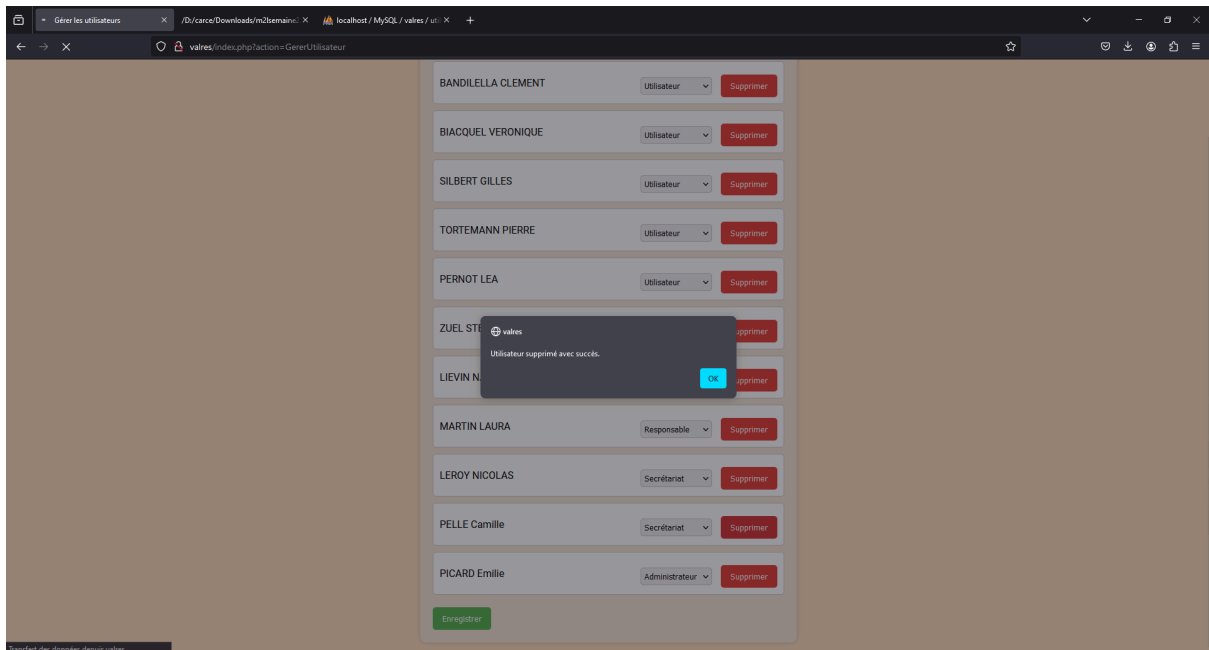 Gérer les utilisateurs
/D:/carce/Downloads/m2lsemaine
localhost / MySQL / valres / uti
valres/index.php?action=GererUtilisateur
BANDILELLA CLEMENT Utilisateur Supprimer
BIACQUEL VERONIQUE Utilisateur Supprimer
SILBERT GILLES Utilisateur Supprimer
TORTEMANN PIERRE Utilisateur Supprimer
PERNOT LEA Utilisateur Supprimer
ZUEL STE upprimer
valres
Utilisateur supprimé avec succès.
OK
LIEVIN N upprimer
MARTIN LAURA Responsable Supprimer
LEROY NICOLAS Secrétariat Supprimer
PELLE Camille Secrétariat Supprimer
PICARD Emilie Administrateur Supprimer
Enregistrer
Transfert des données depuis valres